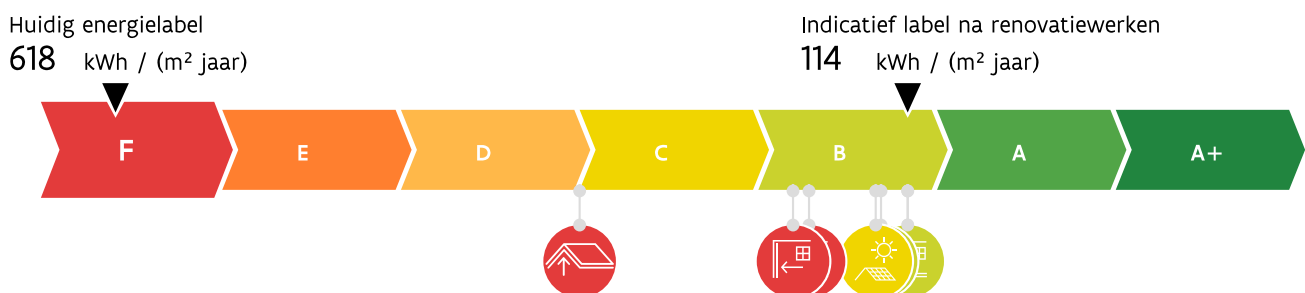 Huidig energielabel
618 kWh / (m² jaar)
Indicatief label na renovatiewerken
114 kWh / (m² jaar)
F E D C B A A+